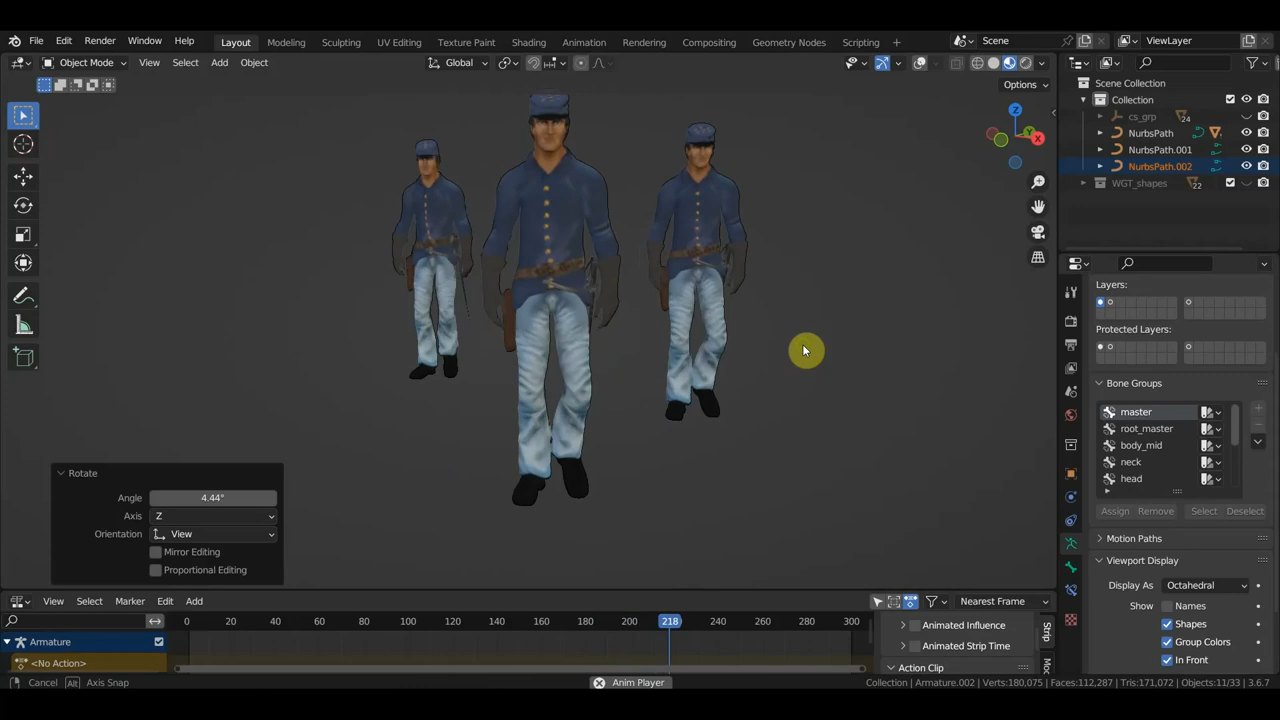 File Edit Render Window Help Layout Modeling Sculpting UV Editing Texture Paint Shading Animation Rendering Compositing Geometry Nodes Scripting + Scene ViewLayer
Object Mode View Select Add Object Global
Options
Scene Collection
Collection
cs_grp 24
NurbsPath
NurbsPath.001
NurbsPath.002
WGT_shapes 22
Z
Y
X
Layers:
Protected Layers:
Bone Groups
master
root_master
body_mid
neck
head
Assign Remove Select Deselect
Motion Paths
Viewport Display
Display As Octahedral
Show Names
Shapes
Group Colors
In Front
Rotate
Angle 4.44°
Axis Z
Orientation View
Mirror Editing
Proportional Editing
View Select Marker Edit Add Nearest Frame
0 20 40 60 80 100 120 140 160 180 200 218 240 260 280 300
Armature
<No Action>
Animated Influence
Animated Strip Time
Action Clip
Strip
Cancel Alt Axis Snap Anim Player Collection | Armature.002 | Verts:180,075 | Faces:112,287 | Tris:171,072 | Objects:11/33 | 3.6.7